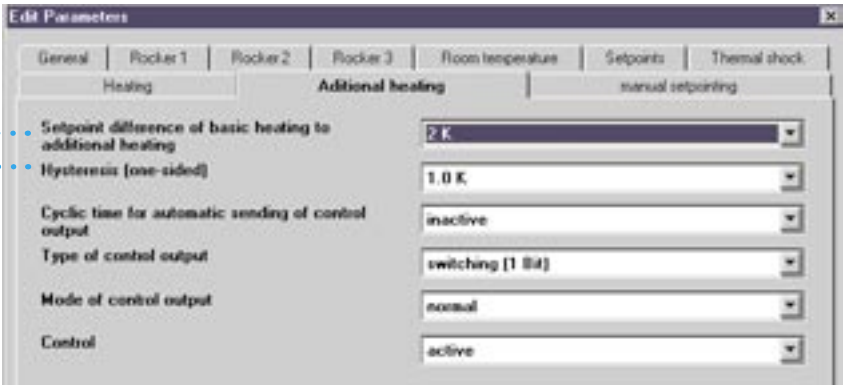 Edit Parameters
General Rocker 1 Rocker 2 Rocker 3 Room temperature Setpoints Thermal shock
Heating Aditional heating manual setpointing
Setpoint difference of basic heating to
additional heating
2 K
Hysteresis (one-sided)
1.0 K
Cyclic time for automatic sending of control
output
inactive
Type of control output
switching (1 Bit)
Mode of control output
normal
Control
active